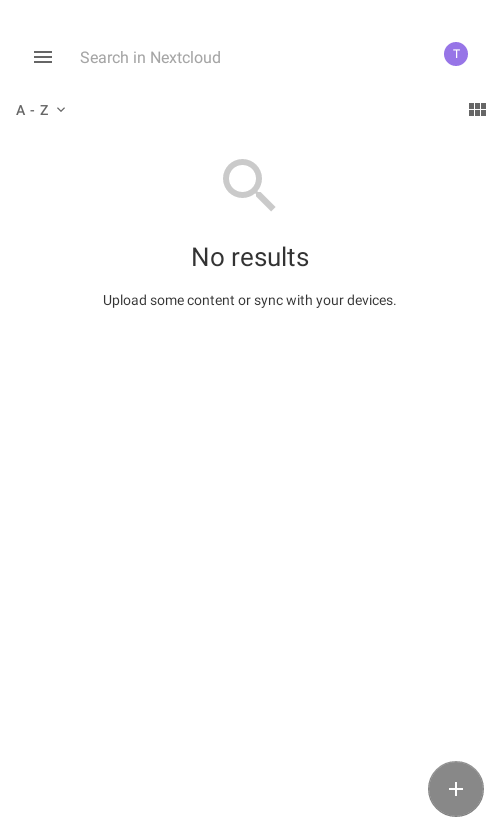 Search in Nextcloud
T
A - Z
No results
Upload some content or sync with your devices.